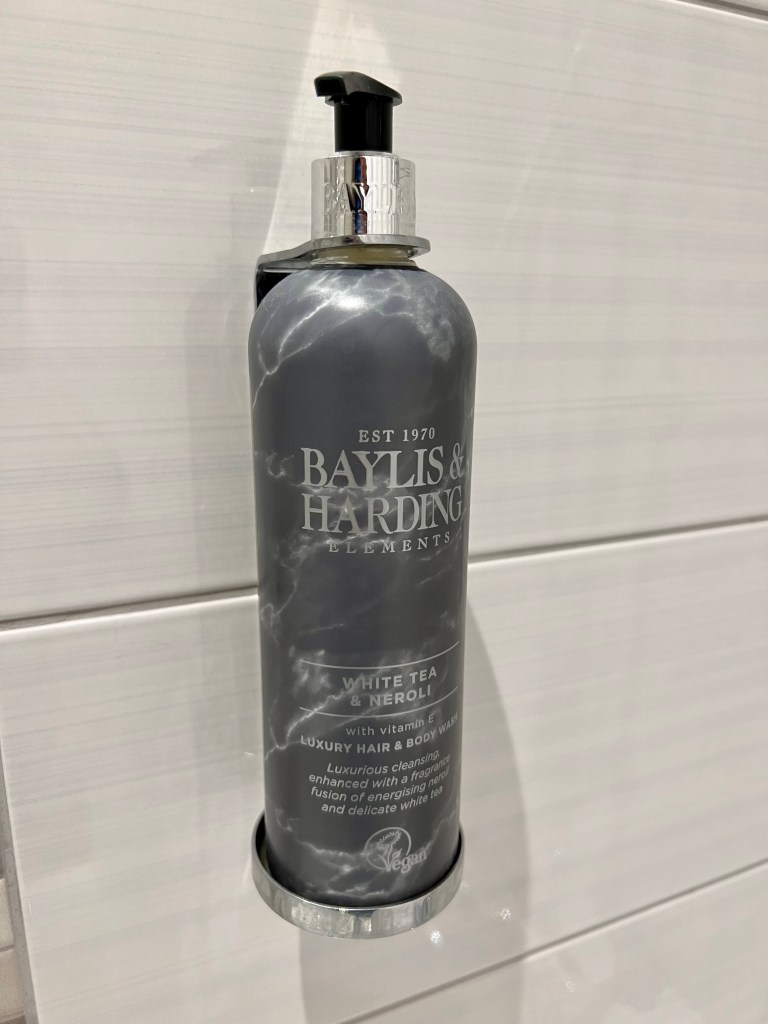 EST 1970
BAYLIS &
HARDING
ELEMENTS
WHITE TEA
& NEROLI
with vitamin E
LUXURY HAIR & BODY WASH
Luxurious cleansing,
enhanced with a fragrance
fusion of energising neroli
and delicate white tea
Vegan